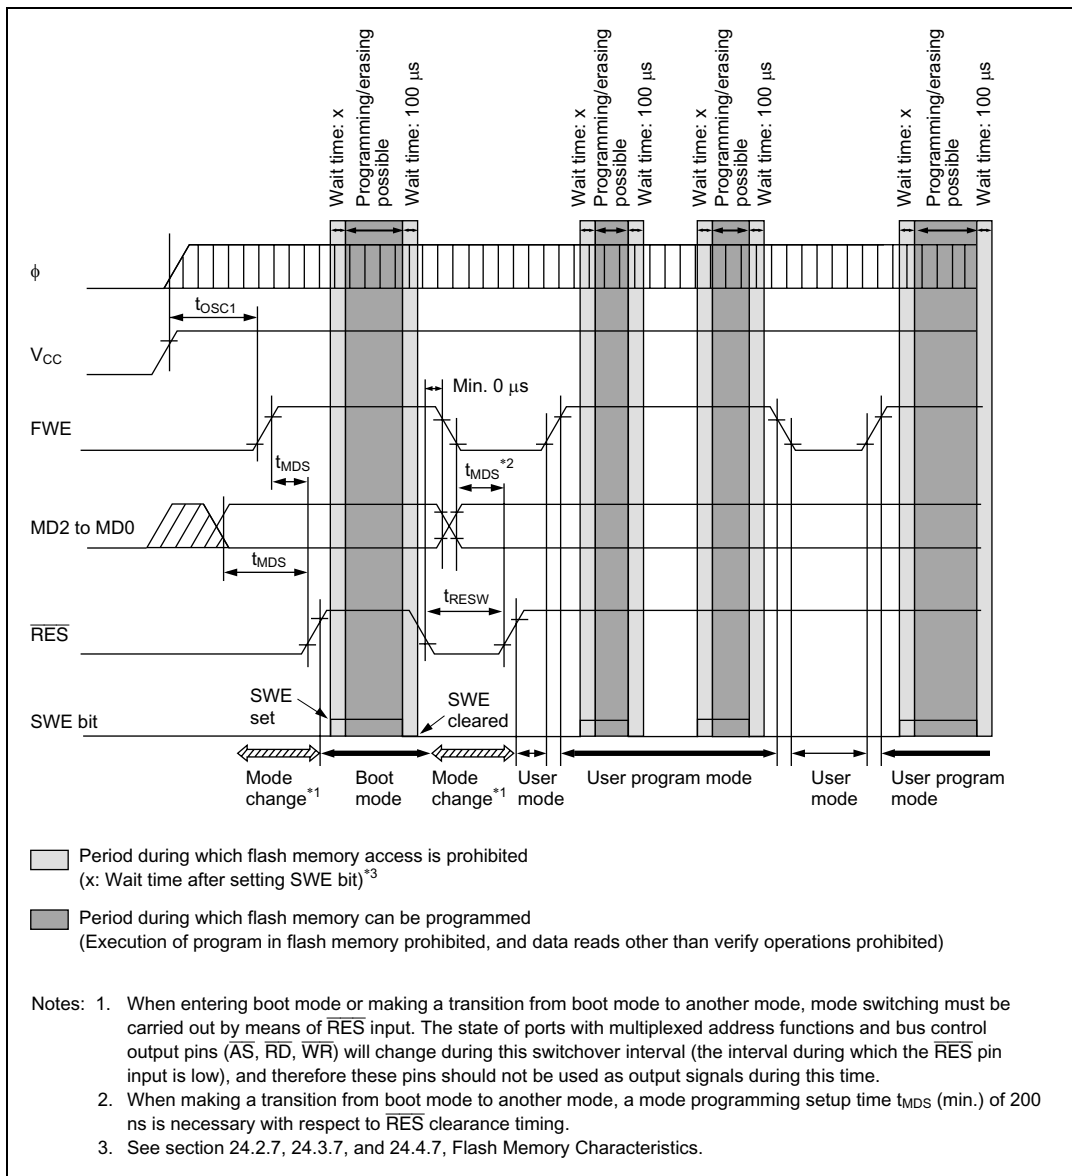 Wait time: x
Programming/erasing
possible
Wait time: 100 μs
Wait time: x
Programming/erasing
possible
Wait time: 100 μs
Wait time: x
Programming/erasing
possible
Wait time: 100 μs
Wait time: x
Programming/erasing
possible
Wait time: 100 μs
ϕ
tOSC1
VCC
Min. 0 μs
FWE
tMDS
tMDS*2
MD2 to MD0
tMDS
tRESW
RES
SWE
set
SWE
cleared
SWE bit
Mode
change*1
Boot
mode
Mode
change*1
User
mode
User program mode
User
mode
User program
mode
Period during which flash memory access is prohibited
(x: Wait time after setting SWE bit)*3
Period during which flash memory can be programmed
(Execution of program in flash memory prohibited, and data reads other than verify operations prohibited)
Notes: 1. When entering boot mode or making a transition from boot mode to another mode, mode switching must be
carried out by means of RES input. The state of ports with multiplexed address functions and bus control
output pins (AS, RD, WR) will change during this switchover interval (the interval during which the RES pin
input is low), and therefore these pins should not be used as output signals during this time.
2. When making a transition from boot mode to another mode, a mode programming setup time tMDS (min.) of 200
ns is necessary with respect to RES clearance timing.
3. See section 24.2.7, 24.3.7, and 24.4.7, Flash Memory Characteristics.